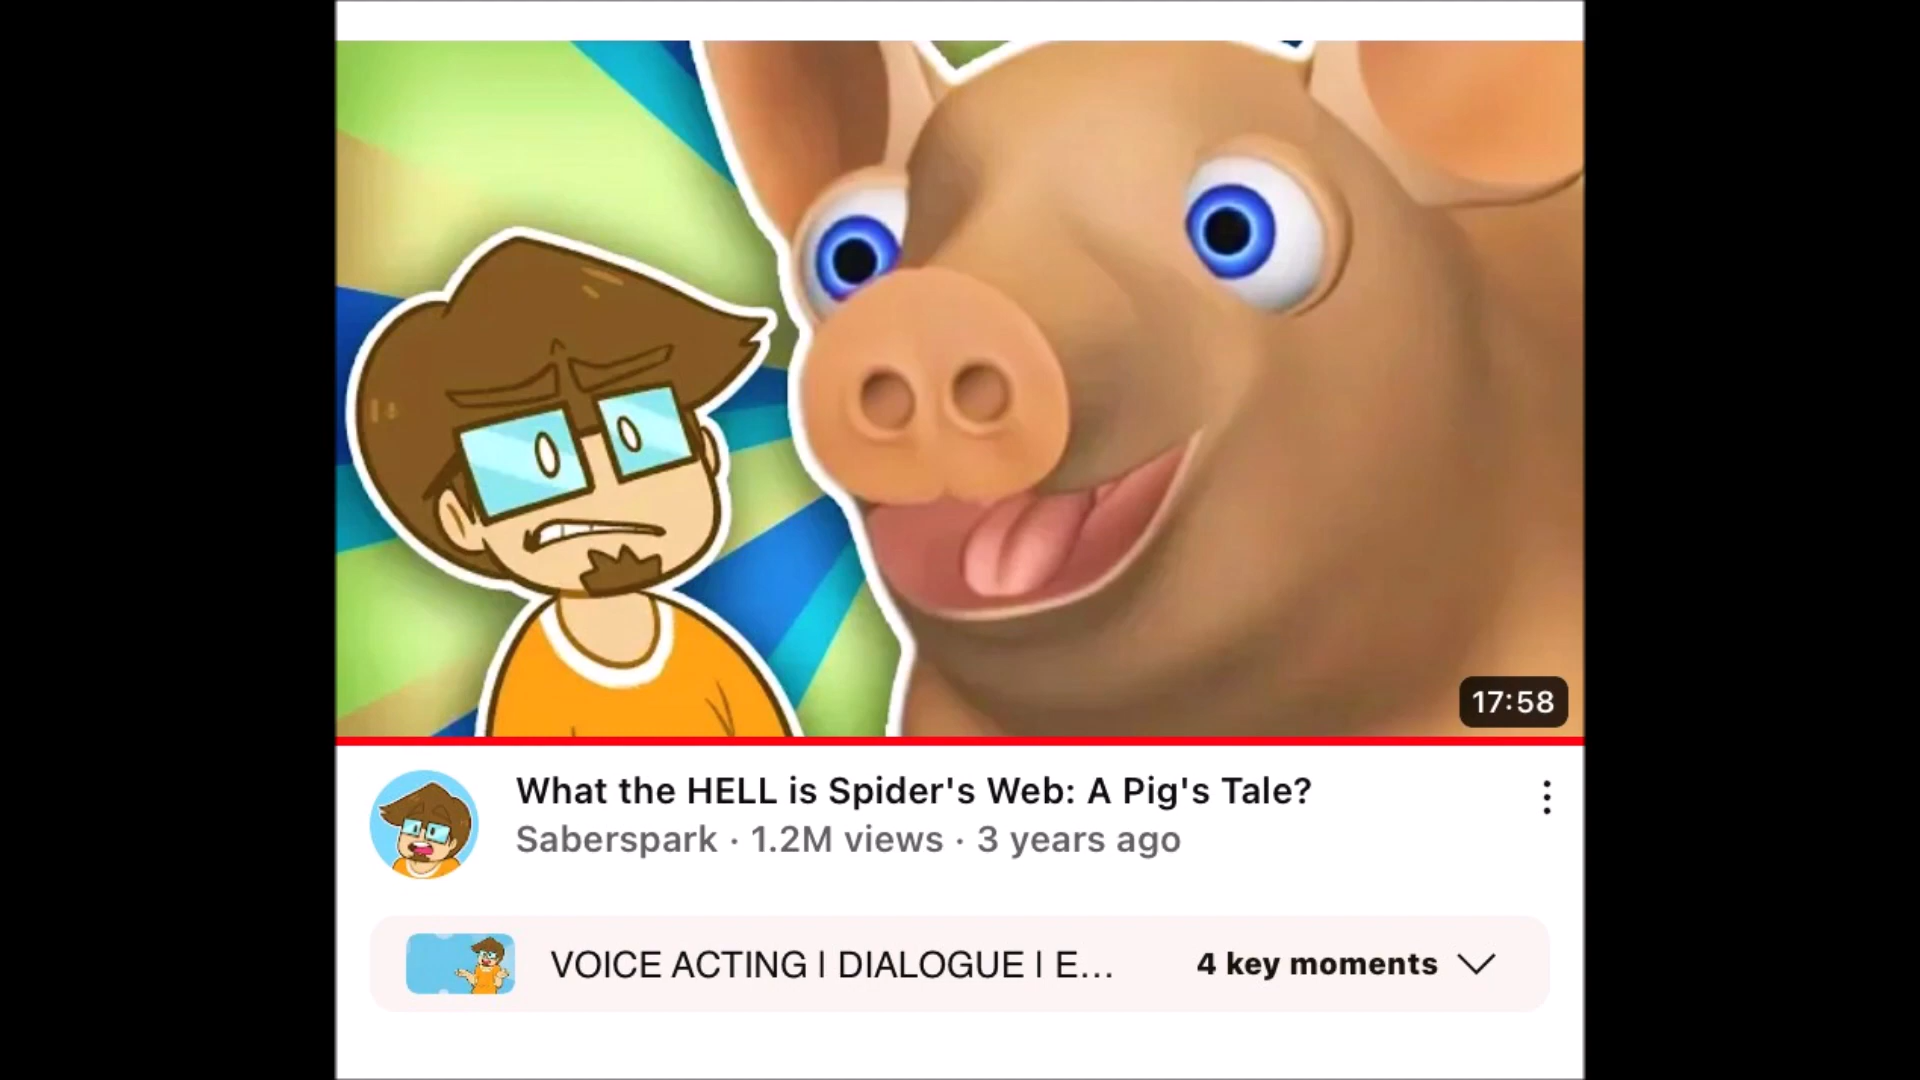 17:58
What the HELL is Spider's Web: A Pig's Tale?
Saberspark · 1.2M views · 3 years ago
VOICE ACTING | DIALOGUE | E... 4 key moments